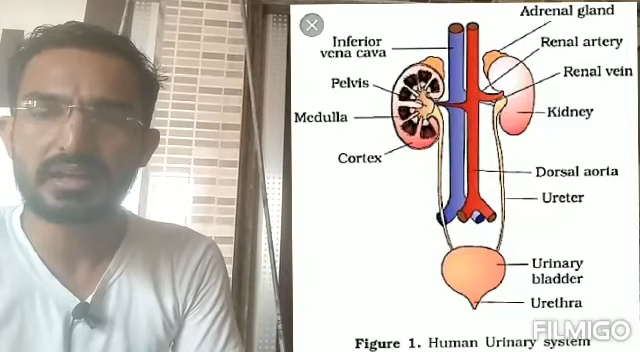 Adrenal gland
Inferior
vena cava
Renal artery
Renal vein
Pelvis
Medulla
Kidney
Cortex
Dorsal aorta
Ureter
Urinary
bladder
Urethra
FILMIGO
Figure 1. Human Urinary system